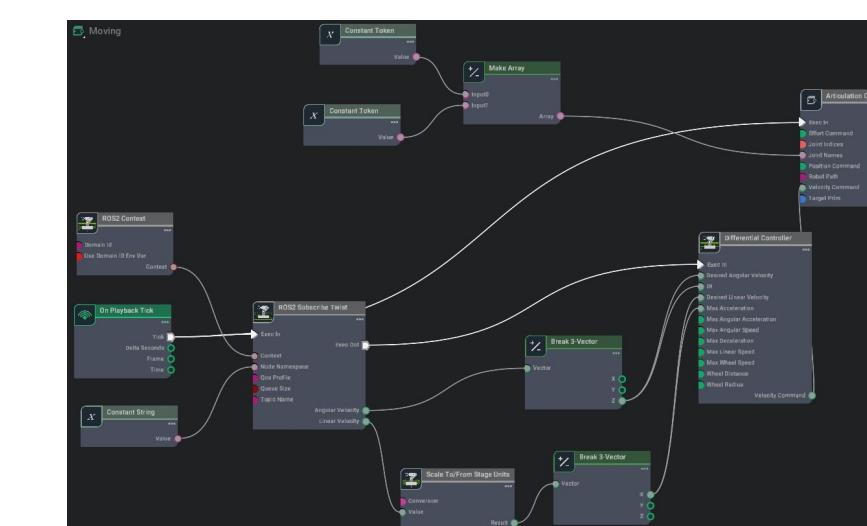 Moving
Constant Token
Value
Make Array
Input0
Input1
Array
Constant Token
Value
Articulation C
Exec In
Effort Command
Joint Indices
Joint Names
Position Command
Robot Path
Velocity Command
Target Prim
ROS2 Context
Domain ID
Use Domain ID Env Var
Context
On Playback Tick
Tick
Delta Seconds
Frame
Time
Constant String
Value
ROS2 Subscribe Twist
Exec In
Exec Out
Context
Node Namespace
Qos Profile
Queue Size
Topic Name
Angular Velocity
Linear Velocity
Differential Controller
Exec In
Desired Angular Velocity
Dt
Desired Linear Velocity
Max Acceleration
Max Angular Acceleration
Max Angular Speed
Max Deceleration
Max Linear Speed
Max Wheel Speed
Wheel Distance
Wheel Radius
Velocity Command
Break 3-Vector
Vector
X
Y
Z
Scale To/From Stage Units
Conversion
Value
Result
Break 3-Vector
Vector
X
Y
Z